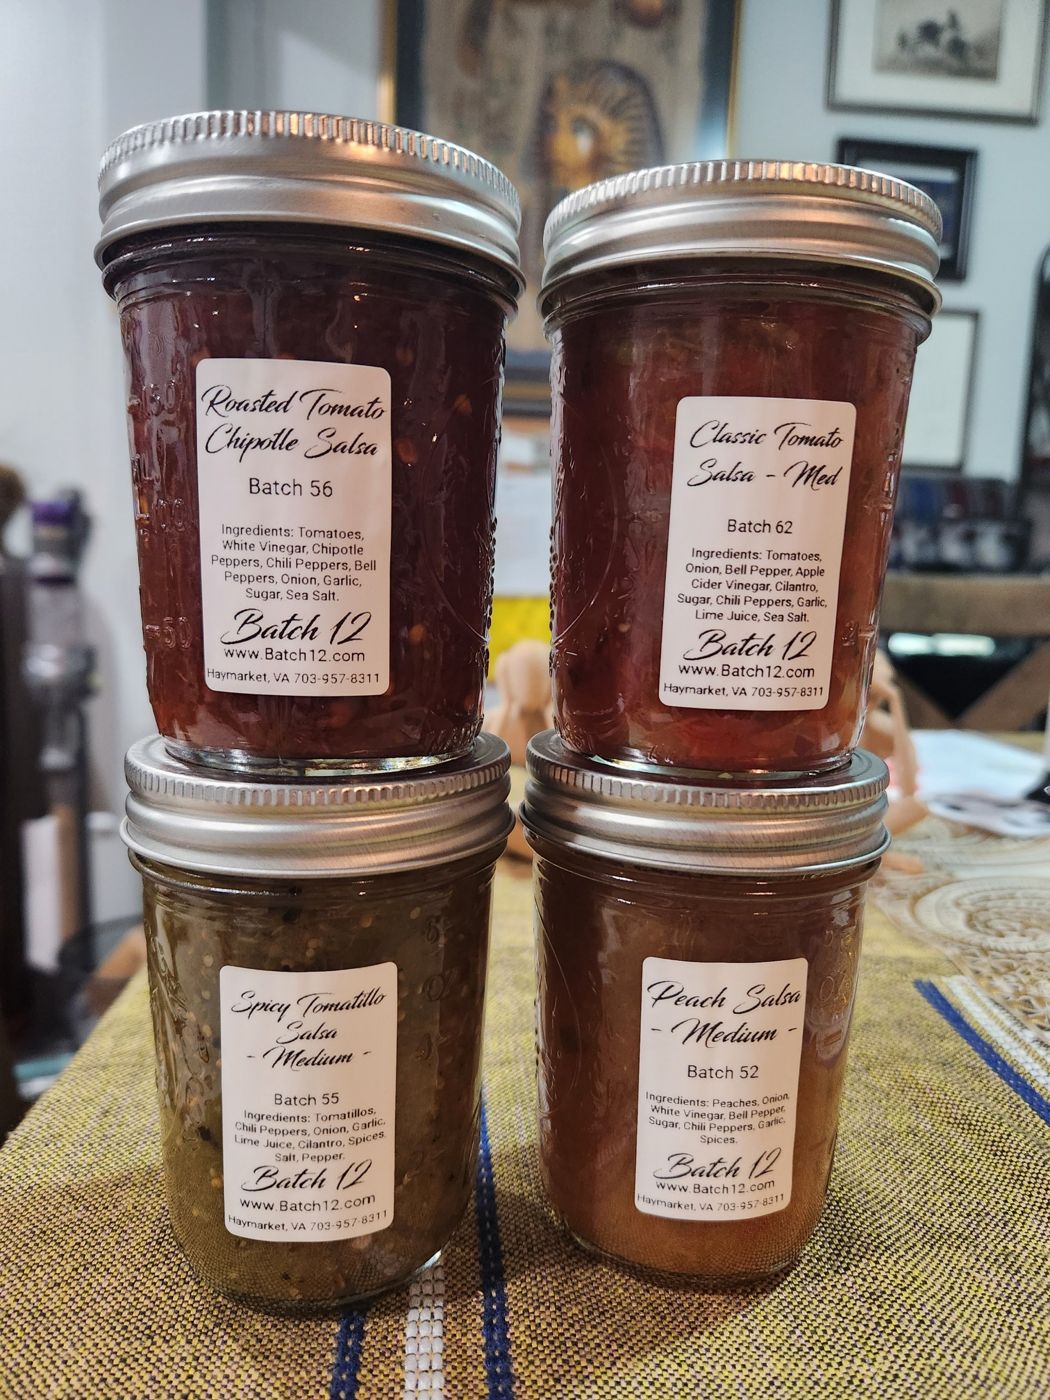 Roasted Tomato
Chipotle Salsa
Batch 56
Ingredients: Tomatoes,
White Vinegar, Chipotle
Peppers, Chili Peppers, Bell
Peppers, Onion, Garlic,
Sugar, Sea Salt.
Batch 12
www.Batch12.com
Haymarket, VA 703-957-8311
Classic Tomato
Salsa - Med
Batch 62
Ingredients: Tomatoes,
Onion, Bell Pepper, Apple
Cider Vinegar, Cilantro,
Sugar, Chili Peppers, Garlic,
Lime Juice, Sea Salt.
Batch 12
www.Batch12.com
Haymarket, VA 703-957-8311
Spicy Tomatillo
Salsa
- Medium -
Batch 55
Ingredients: Tomatillos,
Chili Peppers, Onion, Garlic,
Lime Juice, Cilantro, Spices.
Salt, Pepper.
Batch 12
www.Batch12.com
Haymarket, VA 703-957-8311
Peach Salsa
- Medium -
Batch 52
Ingredients: Peaches, Onion,
White Vinegar, Bell Pepper,
Sugar, Chili Peppers, Garlic,
Spices.
Batch 12
www.Batch12.com
Haymarket, VA 703-957-8311